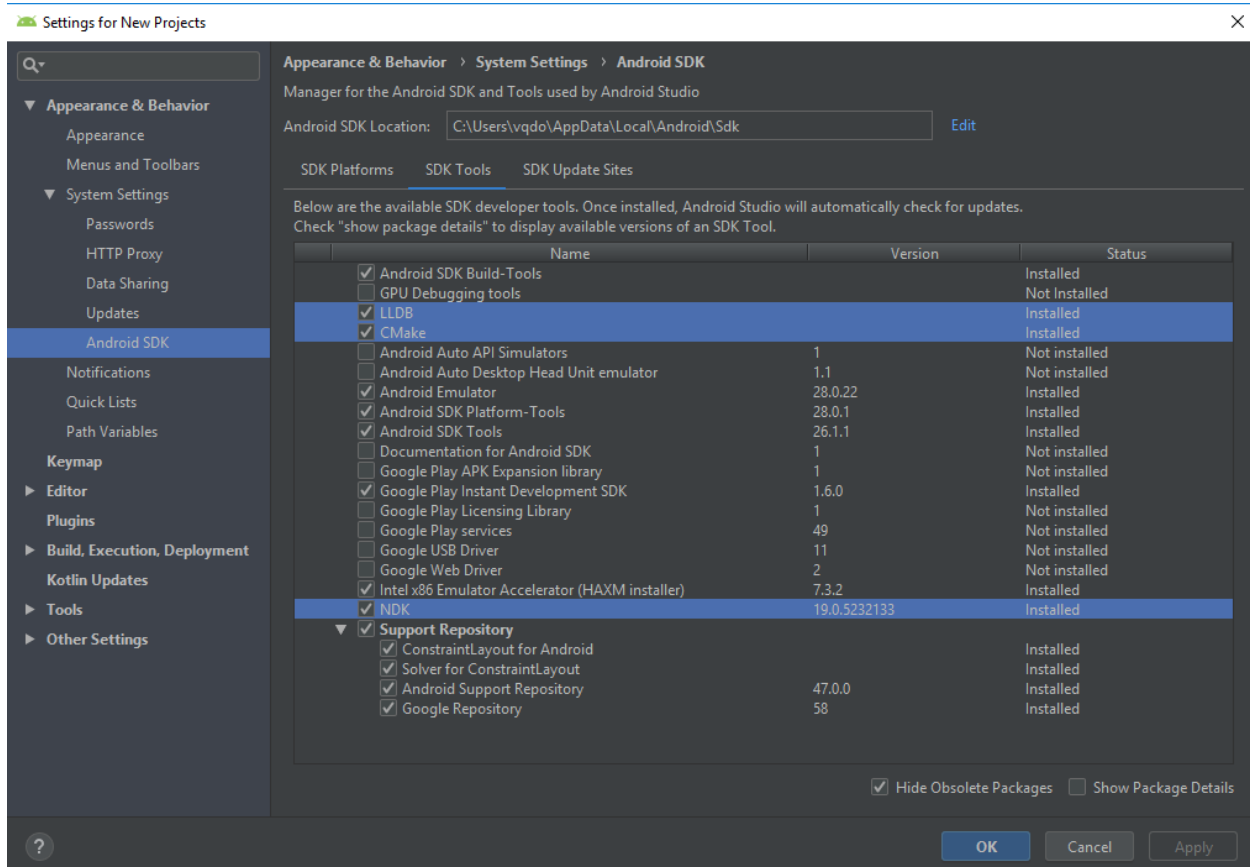 Settings for New Projects
Appearance & Behavior
Appearance
Menus and Toolbars
System Settings
Passwords
HTTP Proxy
Data Sharing
Updates
Android SDK
Notifications
Quick Lists
Path Variables
Keymap
Editor
Plugins
Build, Execution, Deployment
Kotlin Updates
Tools
Other Settings
Appearance & Behavior › System Settings › Android SDK
Manager for the Android SDK and Tools used by Android Studio
Android SDK Location: C:\Users\vqdo\AppData\Local\Android\Sdk Edit
SDK Platforms SDK Tools SDK Update Sites
Below are the available SDK developer tools. Once installed, Android Studio will automatically check for updates.
Check "show package details" to display available versions of an SDK Tool.
Name Version Status
Android SDK Build-Tools Installed
GPU Debugging tools Not Installed
LLDB Installed
CMake Installed
Android Auto API Simulators 1 Not installed
Android Auto Desktop Head Unit emulator 1.1 Not installed
Android Emulator 28.0.22 Installed
Android SDK Platform-Tools 28.0.1 Installed
Android SDK Tools 26.1.1 Installed
Documentation for Android SDK 1 Not installed
Google Play APK Expansion library 1 Not installed
Google Play Instant Development SDK 1.6.0 Installed
Google Play Licensing Library 1 Not installed
Google Play services 49 Not installed
Google USB Driver 11 Not installed
Google Web Driver 2 Not installed
Intel x86 Emulator Accelerator (HAXM installer) 7.3.2 Installed
NDK 19.0.5232133 Installed
Support Repository
ConstraintLayout for Android Installed
Solver for ConstraintLayout Installed
Android Support Repository 47.0.0 Installed
Google Repository 58 Installed
Hide Obsolete Packages Show Package Details
? OK Cancel Apply